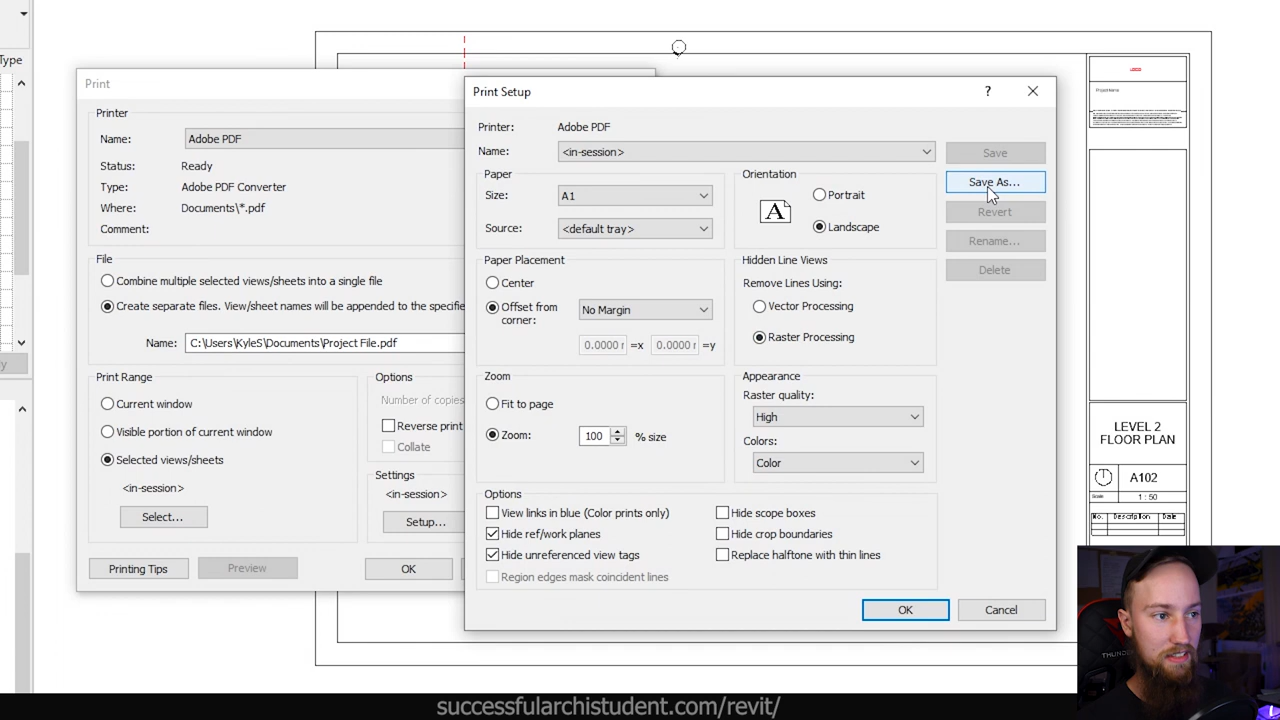 Type
Print
Printer
Name: Adobe PDF
Status: Ready
Type: Adobe PDF Converter
Where: Documents\*.pdf
Comment:
File
Combine multiple selected views/sheets into a single file
Create separate files. View/sheet names will be appended to the specifie
Name: C:\Users\KyleS\Documents\Project File.pdf
Print Range
Current window
Visible portion of current window
Selected views/sheets
<in-session>
Select...
Options
Number of copies
Reverse print
Collate
Settings
<in-session>
Setup...
Printing Tips
Preview
OK
Print Setup
?
Printer: Adobe PDF
Name: <in-session>
Save
Save As...
Revert
Rename...
Delete
Paper
Size: A1
Source: <default tray>
Orientation
A
Portrait
Landscape
Paper Placement
Center
Offset from corner: No Margin
0.0000 =x 0.0000 =y
Hidden Line Views
Remove Lines Using:
Vector Processing
Raster Processing
Zoom
Fit to page
Zoom: 100 % size
Appearance
Raster quality:
High
Colors:
Color
Options
View links in blue (Color prints only)
Hide ref/work planes
Hide unreferenced view tags
Region edges mask coincident lines
Hide scope boxes
Hide crop boundaries
Replace halftone with thin lines
OK
Cancel
LEVEL 2
FLOOR PLAN
A102
Scale 1 : 50
No. Description Date
successfularchistudent.com/revit/